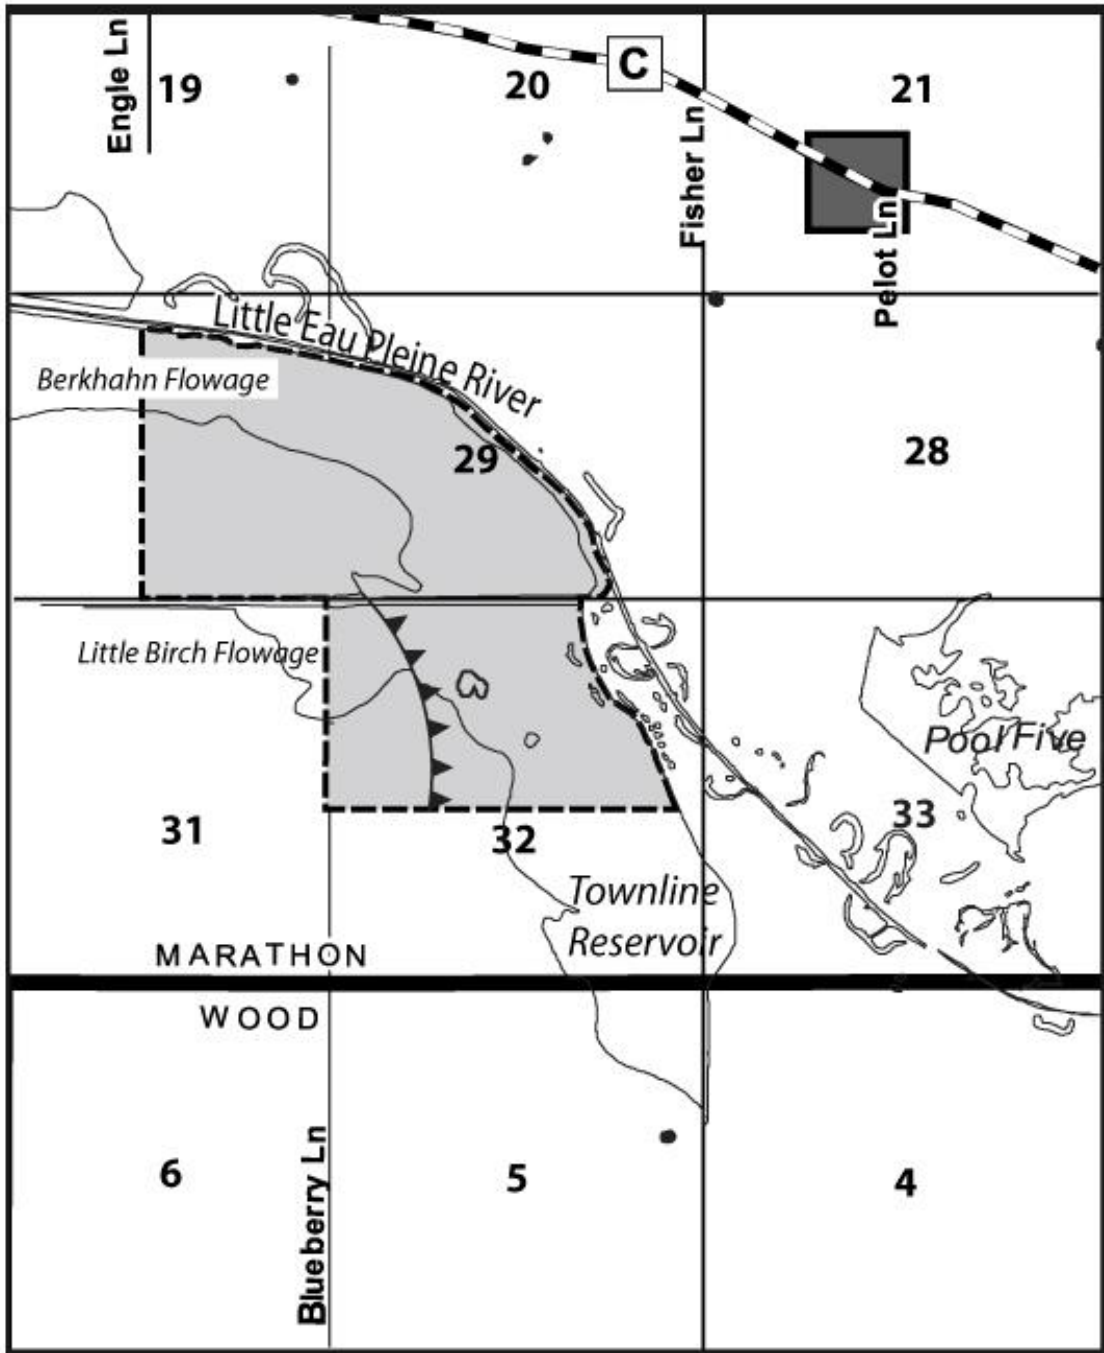 Engle Ln
19
20
C
21
Fisher Ln
Pelot Ln
Little Eau Pleine River
Berkhahn Flowage
29
28
Little Birch Flowage
Pool Five
31
32
33
Townline
Reservoir
MARATHON
WOOD
Blueberry Ln
6
5
4